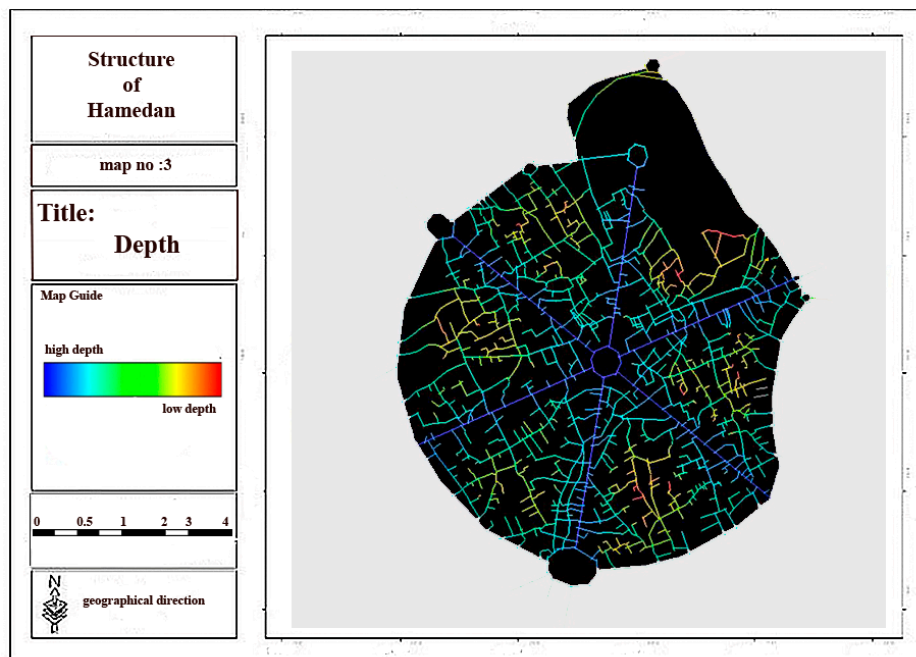 Structure
of
Hamedan
map no :3
Title:
Depth
Map Guide
high depth
low depth
0 0.5 1 2 3 4
N
geographical direction